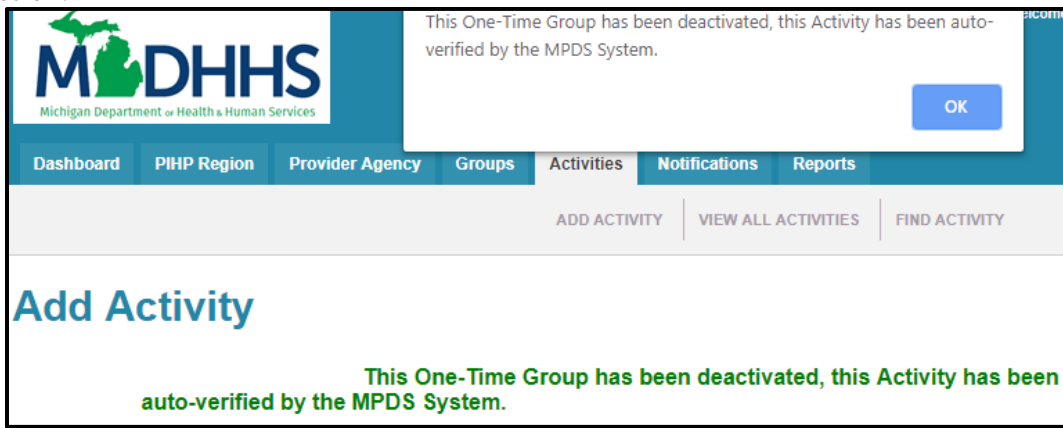 This One-Time Group has been deactivated, this Activity has been auto-
verified by the MPDS System.
OK
MDHHS
Michigan Department of Health & Human Services
Dashboard PIHP Region Provider Agency Groups Activities Notifications Reports
ADD ACTIVITY VIEW ALL ACTIVITIES FIND ACTIVITY
Add Activity
This One-Time Group has been deactivated, this Activity has been
auto-verified by the MPDS System.